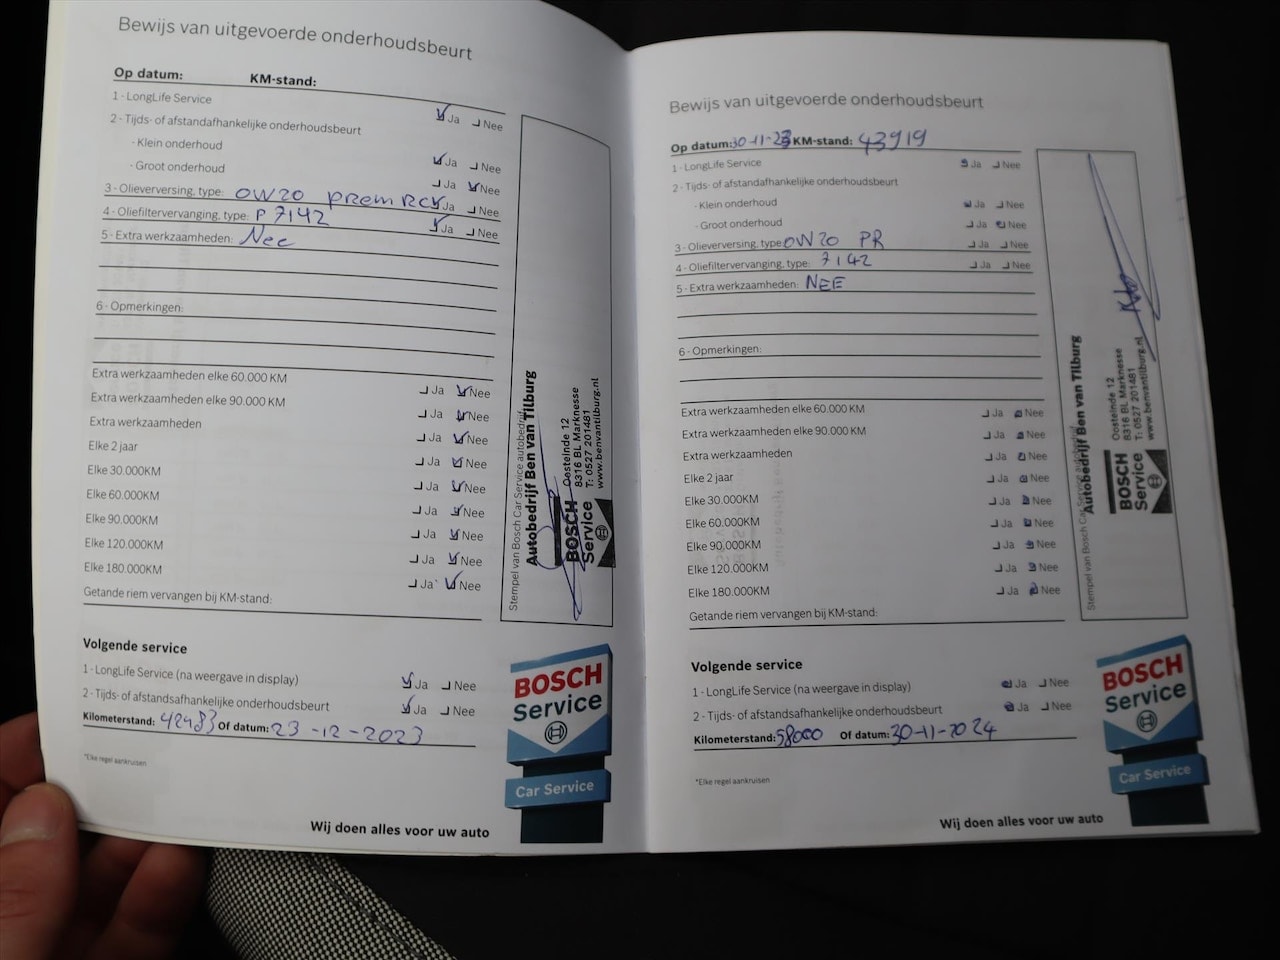 Bewijs van uitgevoerde onderhoudsbeurt
Op datum: KM-stand:
1 - LongLife Service Ja Nee
2 - Tijds- of afstandafhankelijke onderhoudsbeurt
- Klein onderhoud Ja Nee
- Groot onderhoud Ja Nee
3 - Olieverversing, type: OW20 Ja Nee
4 - Oliefiltervervanging, type: P 7142 Ja Nee
5 - Extra werkzaamheden: Nee
6 - Opmerkingen:
Extra werkzaamheden elke 60.000 KM Ja Nee
Extra werkzaamheden elke 90.000 KM Ja Nee
Extra werkzaamheden Ja Nee
Elke 2 jaar Ja Nee
Elke 30.000KM Ja Nee
Elke 60.000KM Ja Nee
Elke 90.000KM Ja Nee
Elke 120.000KM Ja Nee
Elke 180.000KM Ja Nee
Getande riem vervangen bij KM-stand:
Stempel van Bosch Car Service autobedrijf
Autobedrijf Ben van Tilburg
BOSCH
Service
Oosteinde 12
8316 BL Marknesse
T: 0527 201481
www.benvantilburg.nl
Volgende service
1 - LongLife Service (na weergave in display) Ja Nee
2 - Tijds- of afstandsafhankelijke onderhoudsbeurt Ja Nee
Kilometerstand: 42483 Of datum: 23-12-2023
*Elke regel aankruisen
BOSCH
Service
Car Service
Wij doen alles voor uw auto
Bewijs van uitgevoerde onderhoudsbeurt
Op datum: 30-11-23 KM-stand: 43919
1 - LongLife Service Ja Nee
2 - Tijds- of afstandafhankelijke onderhoudsbeurt
- Klein onderhoud Ja Nee
- Groot onderhoud Ja Nee
3 - Olieverversing, type: OW20 PR Ja Nee
4 - Oliefiltervervanging, type: 7142 Ja Nee
5 - Extra werkzaamheden: NEE
6 - Opmerkingen:
Extra werkzaamheden elke 60.000 KM Ja Nee
Extra werkzaamheden elke 90.000 KM Ja Nee
Extra werkzaamheden Ja Nee
Elke 2 jaar Ja Nee
Elke 30.000KM Ja Nee
Elke 60.000KM Ja Nee
Elke 90.000KM Ja Nee
Elke 120.000KM Ja Nee
Elke 180.000KM Ja Nee
Getande riem vervangen bij KM-stand:
Stempel van Bosch Car Service autobedrijf
Autobedrijf Ben van Tilburg
BOSCH
Service
Oosteinde 12
8316 BL Marknesse
T: 0527 201481
www.benvantilburg.nl
Volgende service
1 - LongLife Service (na weergave in display) Ja Nee
2 - Tijds- of afstandsafhankelijke onderhoudsbeurt Ja Nee
Kilometerstand: 58000 Of datum: 30-11-2024
*Elke regel aankruisen
BOSCH
Service
Car Service
Wij doen alles voor uw auto